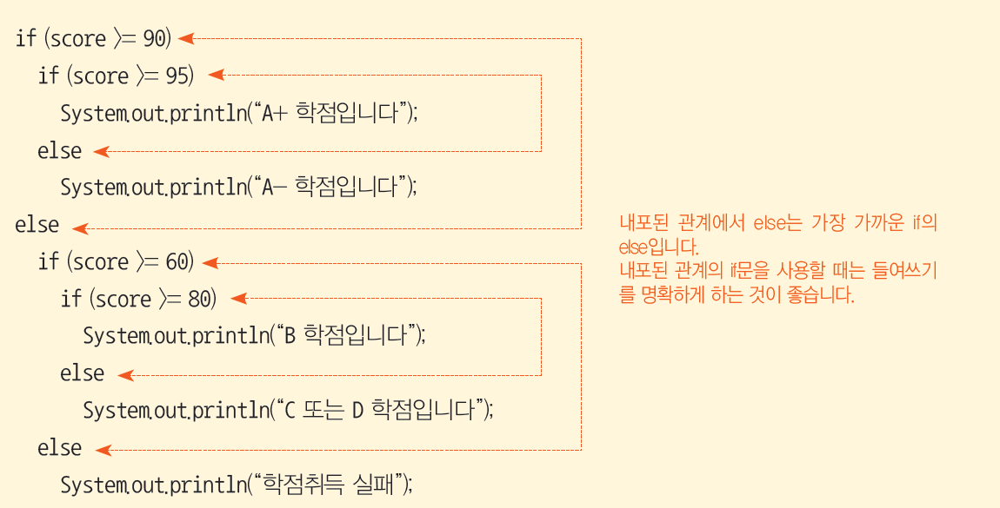 if (score >= 90)
if (score >= 95)
System.out.println(“A+ 학점입니다”);
else
System.out.println(“A- 학점입니다”);
else
if (score >= 60)
if (score >= 80)
System.out.println(“B 학점입니다”);
else
System.out.println(“C 또는 D 학점입니다”);
else
System.out.println(“학점취득 실패”);
내포된 관계에서 else는 가장 가까운 if의
else입니다.
내포된 관계의 if문을 사용할 때는 들여쓰기
를 명확하게 하는 것이 좋습니다.